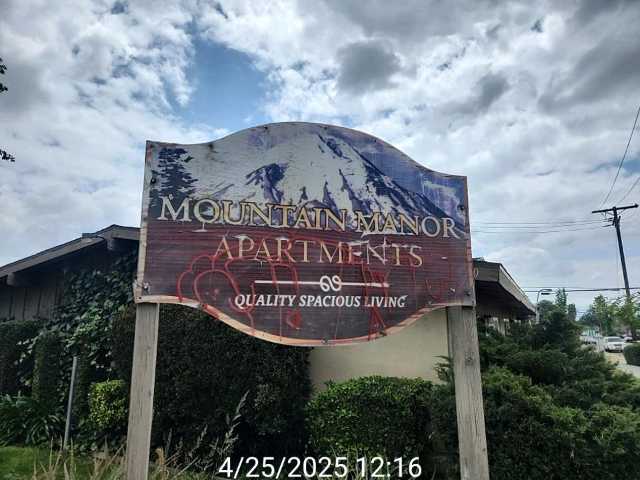 MOUNTAIN MANOR
APARTMENTS
QUALITY SPACIOUS LIVING
4/25/2025 12:16